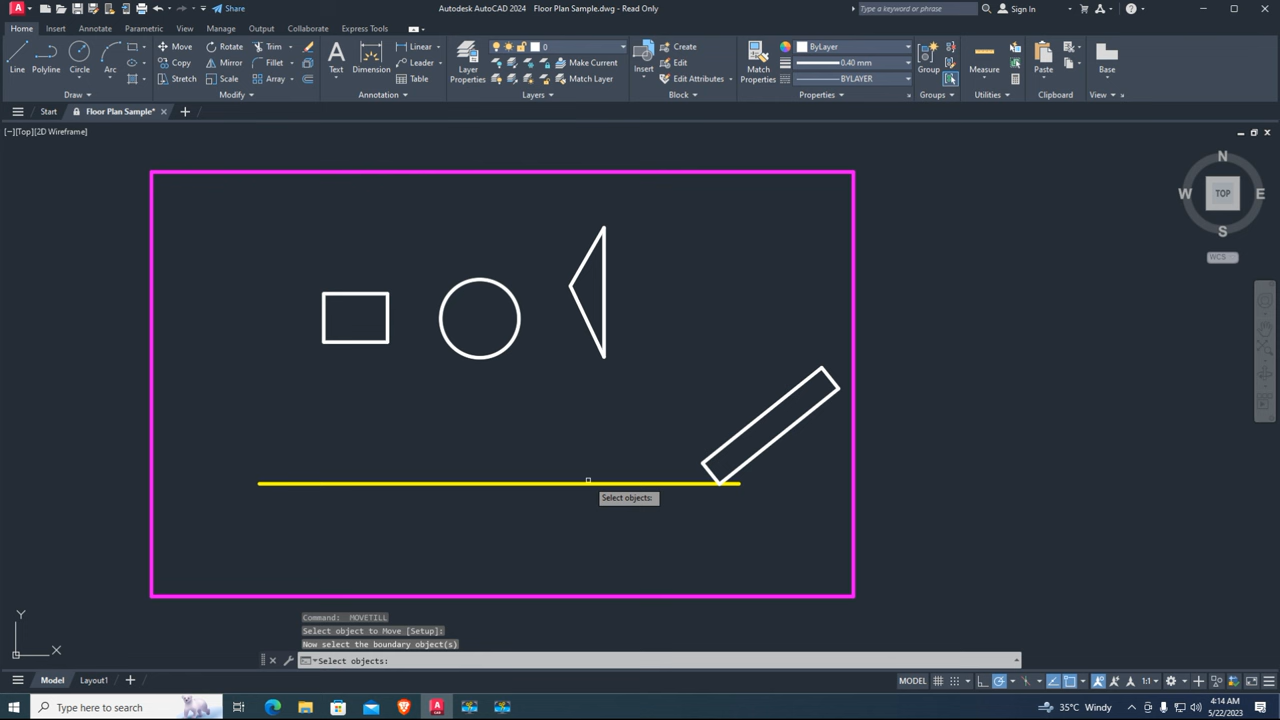 Share
Autodesk AutoCAD 2024 Floor Plan Sample.dwg - Read Only
Type a keyword or phrase
Sign In
Home Insert Annotate Parametric View Manage Output Collaborate Express Tools
Line
Polyline
Circle
Arc
Move
Rotate
Trim
Copy
Mirror
Fillet
Stretch
Scale
Array
Text
Dimension
Linear
Leader
Table
Layer
Properties
0
Make Current
Match Layer
Insert
Create
Edit
Edit Attributes
Match
Properties
ByLayer
0.40 mm
BYLAYER
Group
Measure
Paste
Base
Draw
Modify
Annotation
Layers
Block
Properties
Groups
Utilities
Clipboard
View
Start
Floor Plan Sample*
[−][Top][2D Wireframe]
N
W
TOP
E
S
WCS
Select objects:
Y
X
Command: MOVETILL
Select object to Move [Setup]:
Now select the boundary object(s)
Select objects:
Model
Layout1
MODEL
1:1
Type here to search
35°C Windy
4:14 AM
5/22/2023